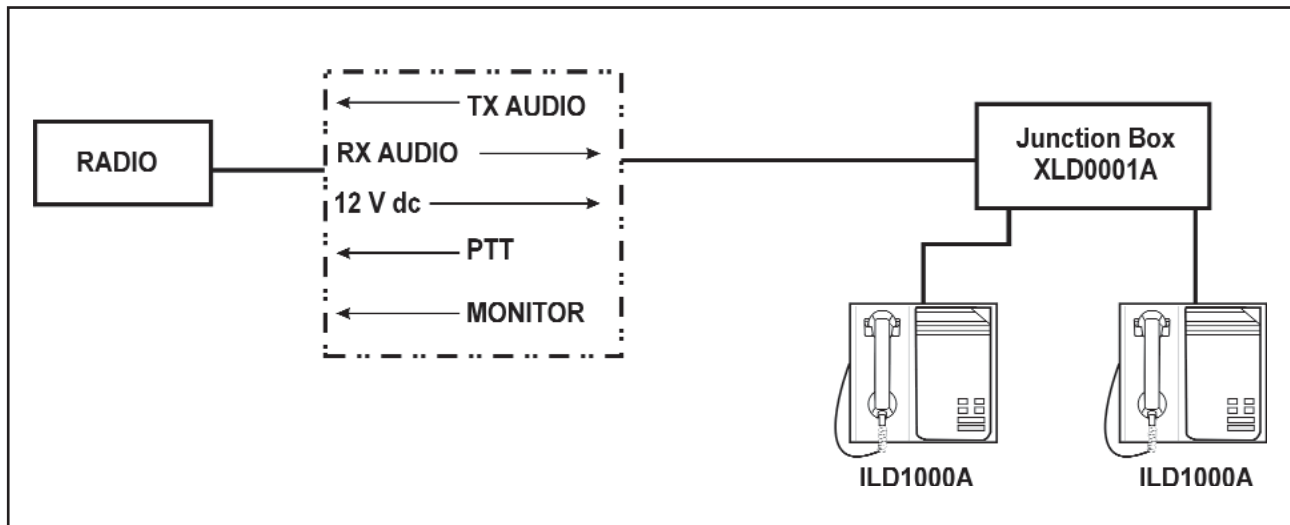 RADIO
TX AUDIO
RX AUDIO
12 V dc
PTT
MONITOR
Junction Box
XLD0001A
ILD1000A
ILD1000A